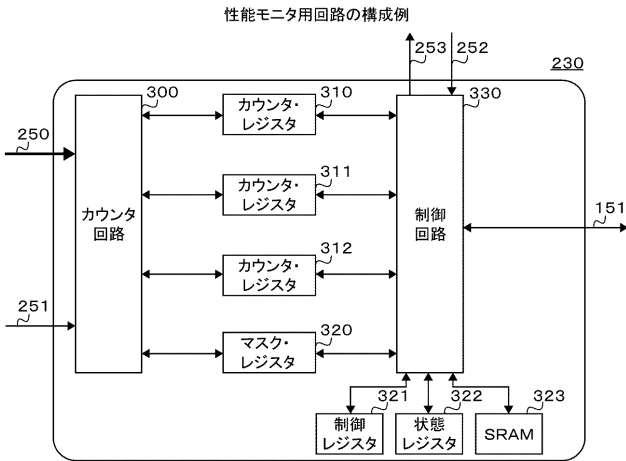 性能モニタ用回路の構成例
253
252
230
300
310
330
カウンタ・
レジスタ
250
311
カウンタ・
レジスタ
カウンタ
回路
制御
回路
151
312
カウンタ・
レジスタ
251
320
マスク・
レジスタ
321
322
323
制御
レジスタ
状態
レジスタ
SRAM